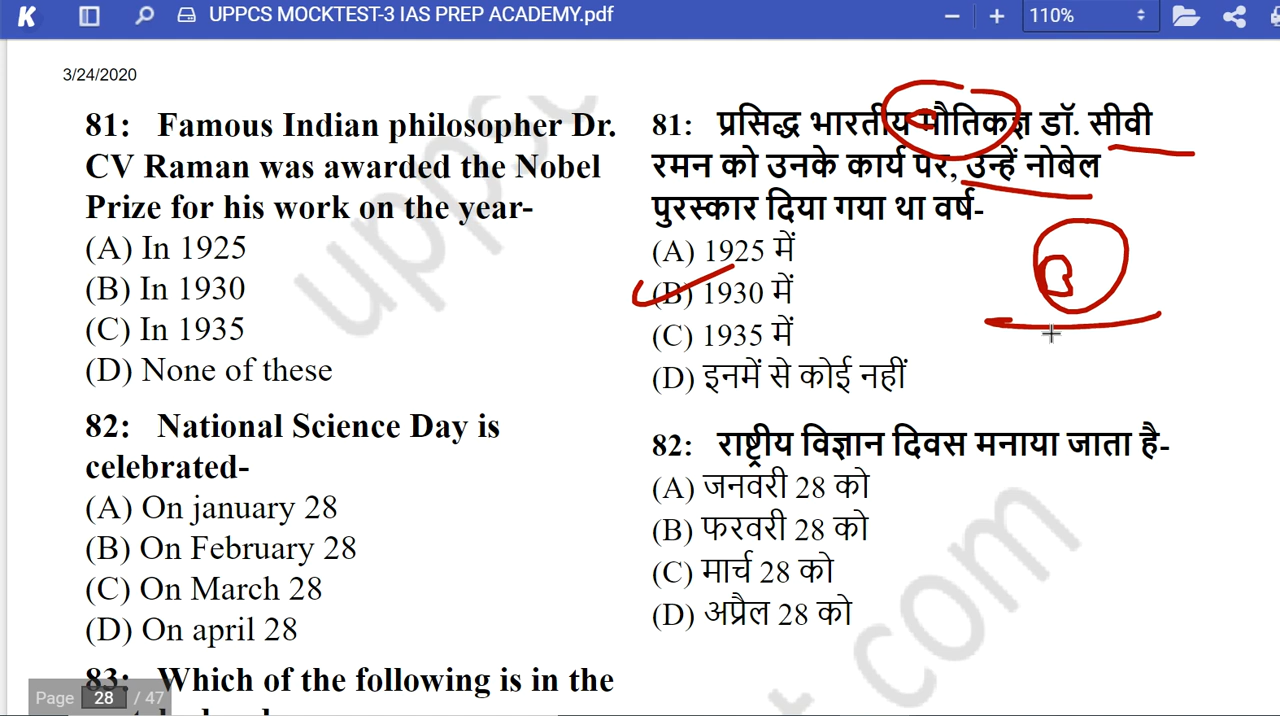 UPPCS MOCKTEST-3 IAS PREP ACADEMY.pdf
110%
3/24/2020
81: Famous Indian philosopher Dr.
CV Raman was awarded the Nobel
Prize for his work on the year-
(A) In 1925
(B) In 1930
(C) In 1935
(D) None of these
82: National Science Day is
celebrated-
(A) On january 28
(B) On February 28
(C) On March 28
(D) On april 28
83: Which of the following is in the
81: प्रसिद्ध भारतीय भौतिकज्ञ डॉ. सीवी
रमन को उनके कार्य पर, उन्हें नोबेल
पुरस्कार दिया गया था वर्ष-
(A) 1925 में
(B) 1930 में
(C) 1935 में
(D) इनमें से कोई नहीं
B
82: राष्ट्रीय विज्ञान दिवस मनाया जाता है-
(A) जनवरी 28 को
(B) फरवरी 28 को
(C) मार्च 28 को
(D) अप्रैल 28 को
Page 28 / 47